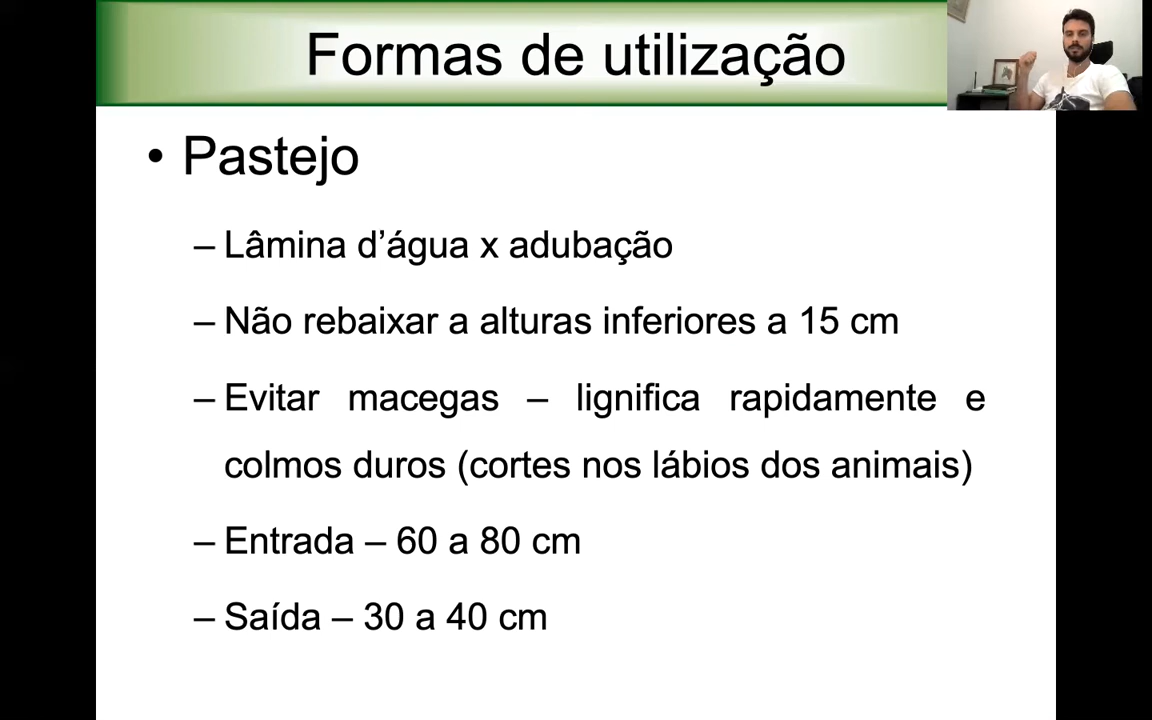 Formas de utilização
• Pastejo
– Lâmina d’água x adubação
– Não rebaixar a alturas inferiores a 15 cm
– Evitar macegas – lignifica rapidamente e
colmos duros (cortes nos lábios dos animais)
– Entrada – 60 a 80 cm
– Saída – 30 a 40 cm